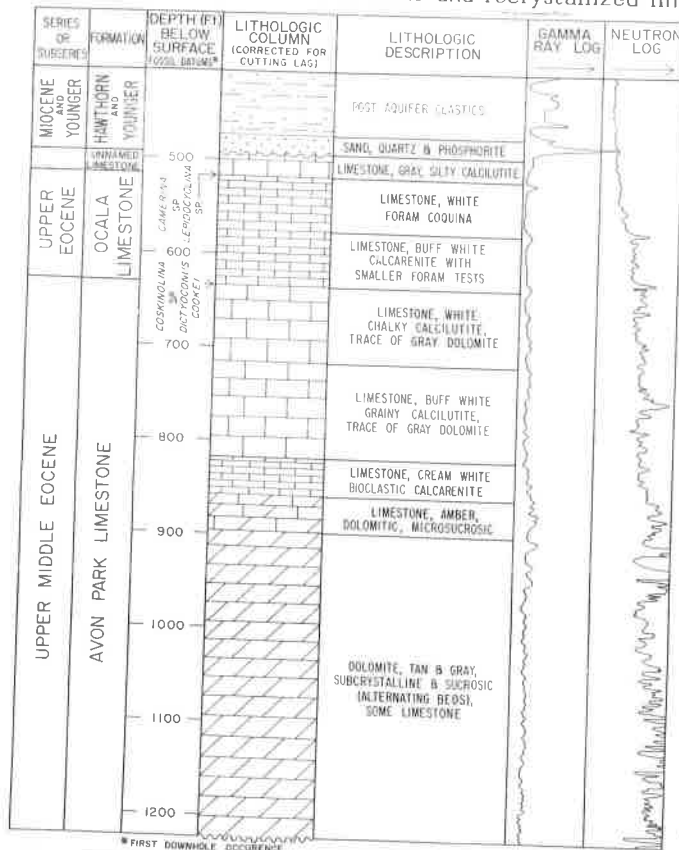 and recrystallized
SERIES
OR
SUBSERIES
FORMATION
DEPTH (FT)
BELOW
SURFACE
FOSSIL DATUMS*
LITHOLOGIC
COLUMN
(CORRECTED FOR
CUTTING LAG)
LITHOLOGIC
DESCRIPTION
GAMMA
RAY LOG
NEUTRON
LOG
MIOCENE
AND
YOUNGER
HAWTHORN
AND
YOUNGER
POST AQUIFER CLASTICS
SAND, QUARTZ & PHOSPHORITE
UNNAMED
LIMESTONE
500
LIMESTONE, GRAY, SILTY CALCILUTITE
UPPER
EOCENE
OCALA
LIMESTONE
CAMERINA
SP
LEPIDOCYCLINA
SP.
LIMESTONE, WHITE
FORAM COQUINA
600
LIMESTONE, BUFF WHITE
CALCARENITE WITH
SMALLER FORAM TESTS
COSKINOLINA
SP
DICTYOCONUS
COOKEI
LIMESTONE, WHITE
CHALKY CALCILUTITE,
TRACE OF GRAY DOLOMITE
700
LIMESTONE, BUFF WHITE
GRAINY CALCILUTITE,
TRACE OF GRAY DOLOMITE
800
UPPER MIDDLE EOCENE
AVON PARK LIMESTONE
LIMESTONE, CREAM WHITE
BIOCLASTIC CALCARENITE
LIMESTONE, AMBER,
DOLOMITIC, MICROSUCROSIC
900
1000
DOLOMITE, TAN & GRAY,
SUBCRYSTALLINE & SUCROSIC
(ALTERNATING BEDS),
SOME LIMESTONE
1100
1200
*FIRST DOWNHOLE OCCURENCE